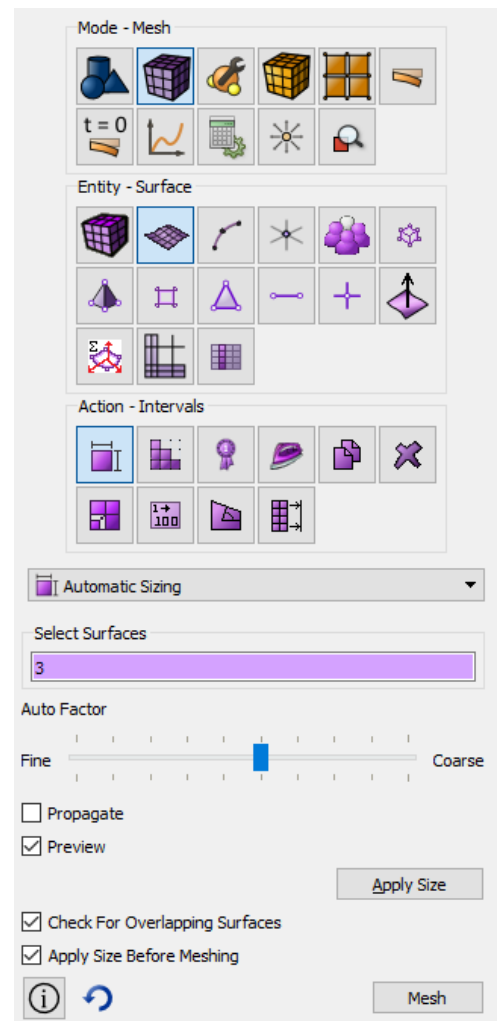 Mode - Mesh
t = 0
Entity - Surface
Σ
Action - Intervals
1
1→
100
Automatic Sizing
Select Surfaces
3
Auto Factor
Fine
Coarse
Propagate
Preview
Apply Size
Check For Overlapping Surfaces
Apply Size Before Meshing
i
Mesh